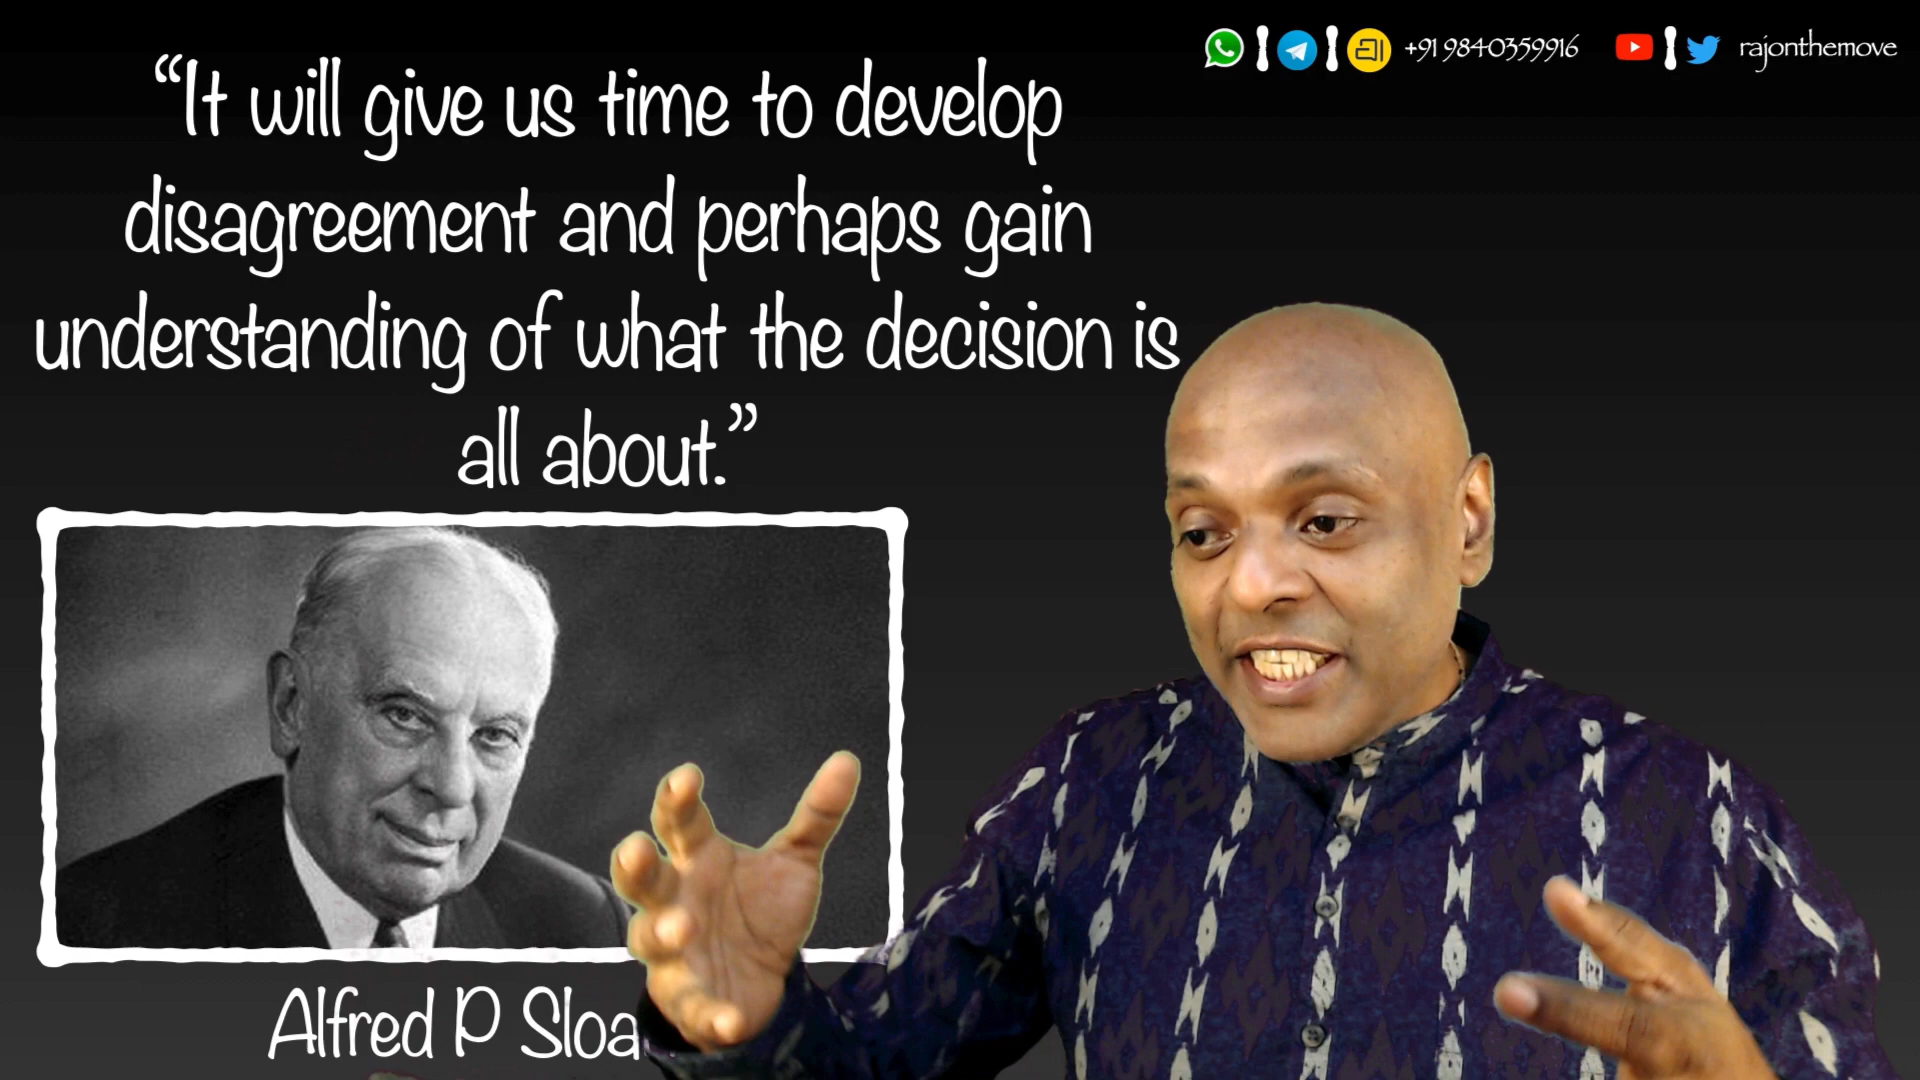 +91 9840359916 rajonthemove
“It will give us time to develop
disagreement and perhaps gain
understanding of what the decision is
all about.”
Alfred P Sloa